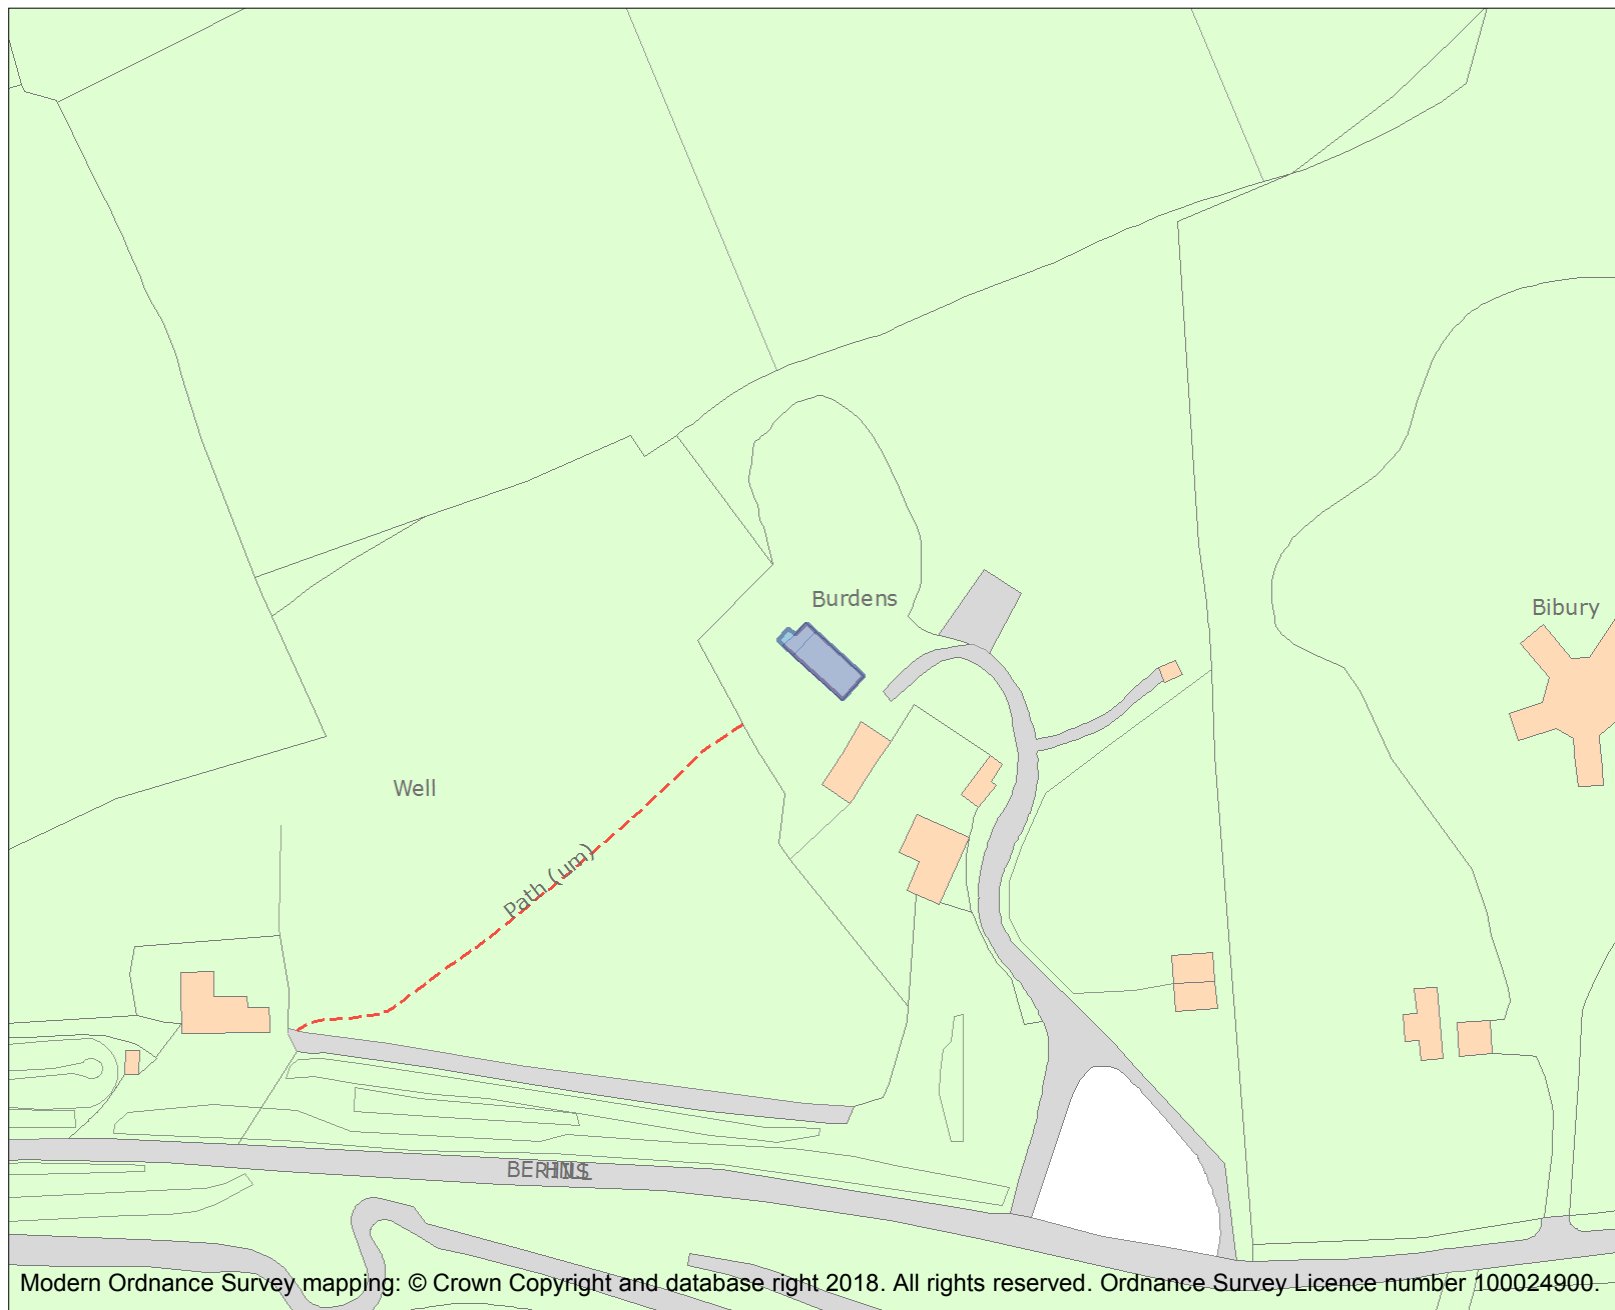 Burdens
Bibury
Well
Path (um)
Modern Ordnance Survey mapping: © Crown Copyright and database right 2018. All rights reserved. Ordnance Survey Licence number 100024900.